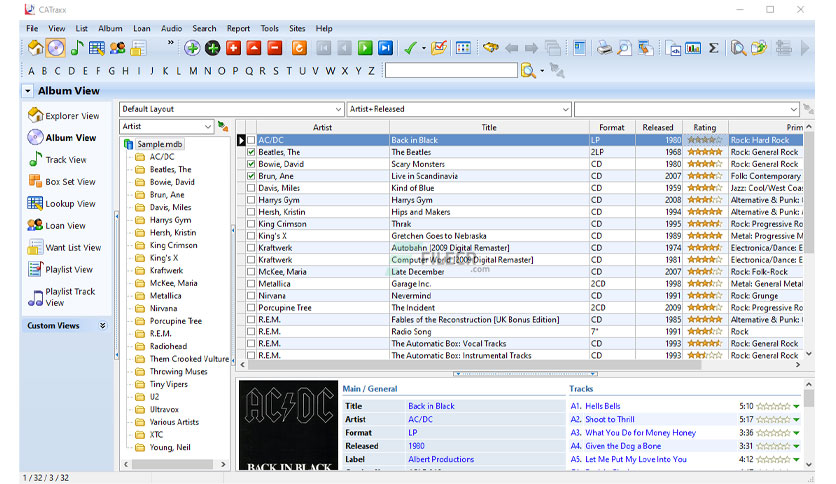 CATraxx
File View List Album Loan Audio Search Report Tools Sites Help
A B C D E F G H I J K L M N O P Q R S T U V W X Y Z
Album View
Explorer View
Album View
Track View
Box Set View
Lookup View
Loan View
Want List View
Playlist View
Playlist Track
View
Custom Views
Default Layout
Artist+Released
Artist
Sample.mdb
AC/DC
Beatles, The
Bowie, David
Brun, Ane
Davis, Miles
Harrys Gym
Hersh, Kristin
King Crimson
King's X
Kraftwerk
McKee, Maria
Metallica
Nirvana
Porcupine Tree
R.E.M.
Radiohead
Them Crooked Vulture
Throwing Muses
Tiny Vipers
U2
Ultravox
Various Artists
XTC
Young, Neil
Artist Title Format Released Rating Prim
AC/DC Back in Black LP 1980 Rock: Hard Rock
Beatles, The The Beatles 2LP 1968 Rock: General Rock
Bowie, David Scary Monsters CD 1980 Rock: General Rock
Brun, Ane Live in Scandinavia CD 2007 Folk: Contemporary
Davis, Miles Kind of Blue CD 1959 Jazz: Cool/West Coas
Harrys Gym Harrys Gym CD 2008 Alternative & Punk:
Hersh, Kristin Hips and Makers CD 1994 Alternative & Punk:
King Crimson Thrak CD 1995 Rock: Progressive Ro
King's X Gretchen Goes to Nebraska CD 1989 Metal: Progressive M
Kraftwerk Autobahn [2009 Digital Remaster] CD 1974 Electronica/Dance: E
Kraftwerk Computer World [2009 Digital Remaster] CD 1981 Electronica/Dance: E
McKee, Maria Late December CD 2007 Rock: Folk-Rock
Metallica Garage Inc. 2CD 1998 Metal: General Metal
Nirvana Nevermind CD 1991 Rock: Grunge
Porcupine Tree The Incident 2CD 2009 Rock: Progressive Ro
R.E.M. Fables of the Reconstruction [UK Bonus Edition] 2CD 1985 Alternative & Punk:
R.E.M. Radio Song 7" 1991 Rock
R.E.M. The Automatic Box: Vocal Tracks CD 1993 Rock: General Rock
R.E.M. The Automatic Box: Instrumental Tracks CD 1993 Rock: General Rock
FILECR
.com
AC/DC
BACK IN BLACK
Main / General
Title Back in Black
Artist AC/DC
Format LP
Released 1980
Label Albert Productions
Tracks
A1. Hells Bells 5:10
A2. Shoot to Thrill 5:17
A3. What You Do for Money Honey 3:36
A4. Given the Dog a Bone 3:31
A5. Let Me Put My Love Into You 4:12
1 / 32 / 3 / 32